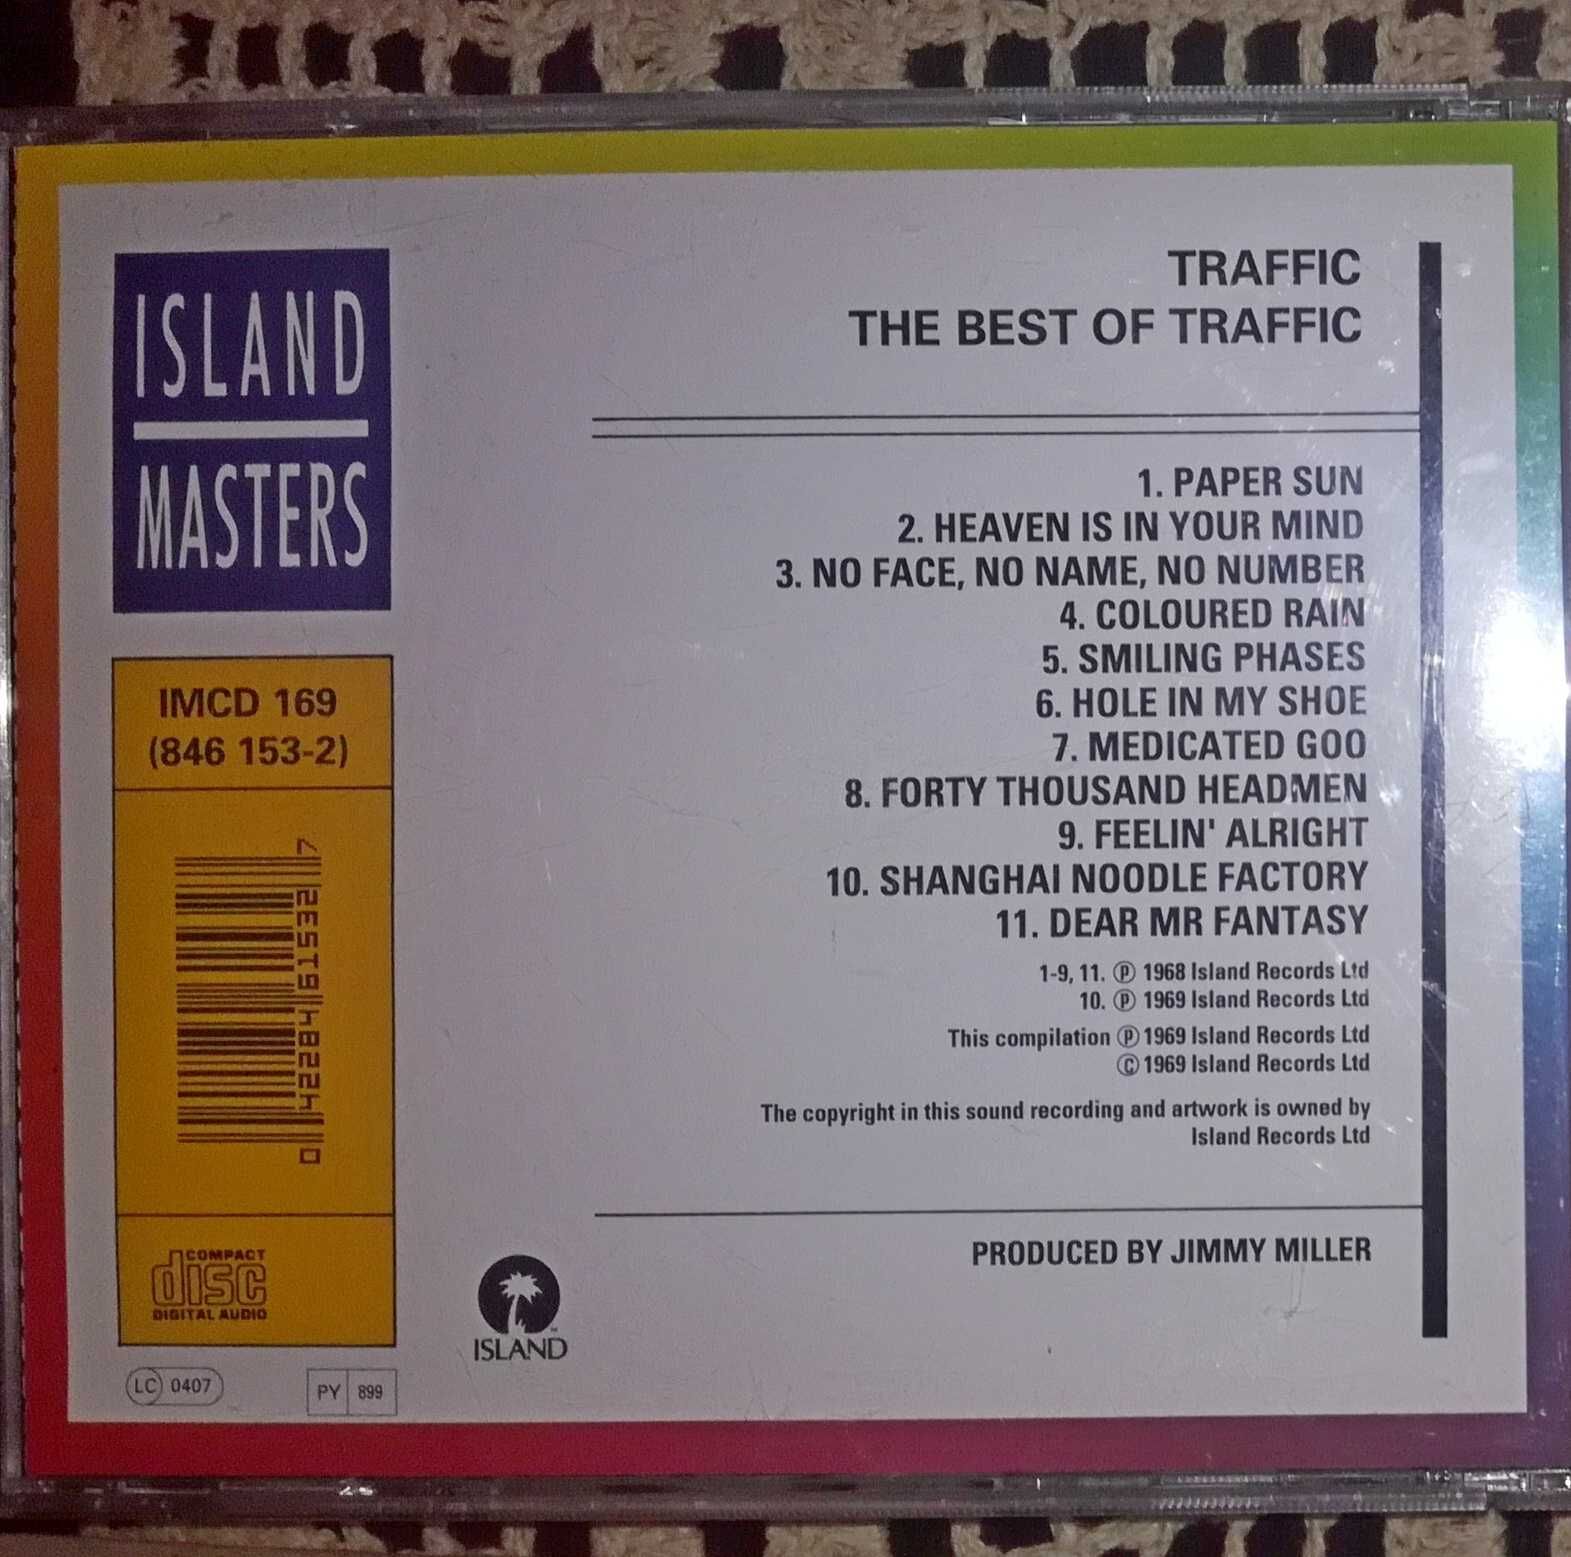 ISLAND
MASTERS
IMCD 169
(846 153-2)
7 31519 48224 0
COMPACT
disc
DIGITAL AUDIO
LC 0407
PY 899
ISLAND
TRAFFIC
THE BEST OF TRAFFIC
1. PAPER SUN
2. HEAVEN IS IN YOUR MIND
3. NO FACE, NO NAME, NO NUMBER
4. COLOURED RAIN
5. SMILING PHASES
6. HOLE IN MY SHOE
7. MEDICATED GOO
8. FORTY THOUSAND HEADMEN
9. FEELIN' ALRIGHT
10. SHANGHAI NOODLE FACTORY
11. DEAR MR FANTASY
1-9, 11. ℗ 1968 Island Records Ltd
10. ℗ 1969 Island Records Ltd
This compilation ℗ 1969 Island Records Ltd
© 1969 Island Records Ltd
The copyright in this sound recording and artwork is owned by
Island Records Ltd
PRODUCED BY JIMMY MILLER